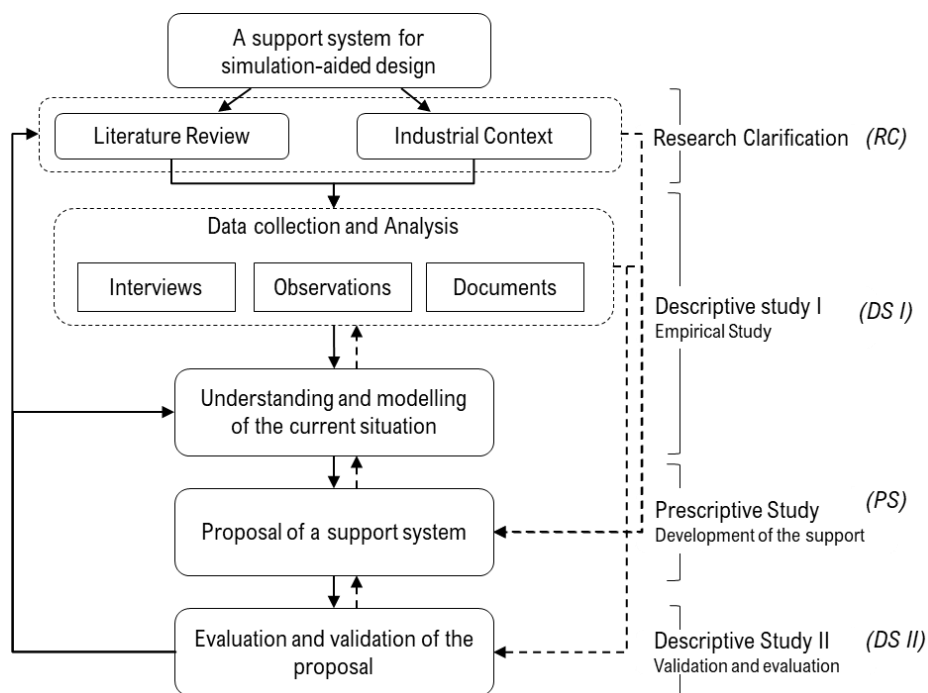 A support system for
simulation-aided design
Literature Review
Industrial Context
Research Clarification
(RC)
Data collection and Analysis
Interviews
Observations
Documents
Descriptive study I
(DS I)
Empirical Study
Understanding and modelling
of the current situation
Proposal of a support system
Prescriptive Study
(PS)
Development of the support
Evaluation and validation of the
proposal
Descriptive Study II
(DS II)
Validation and evaluation